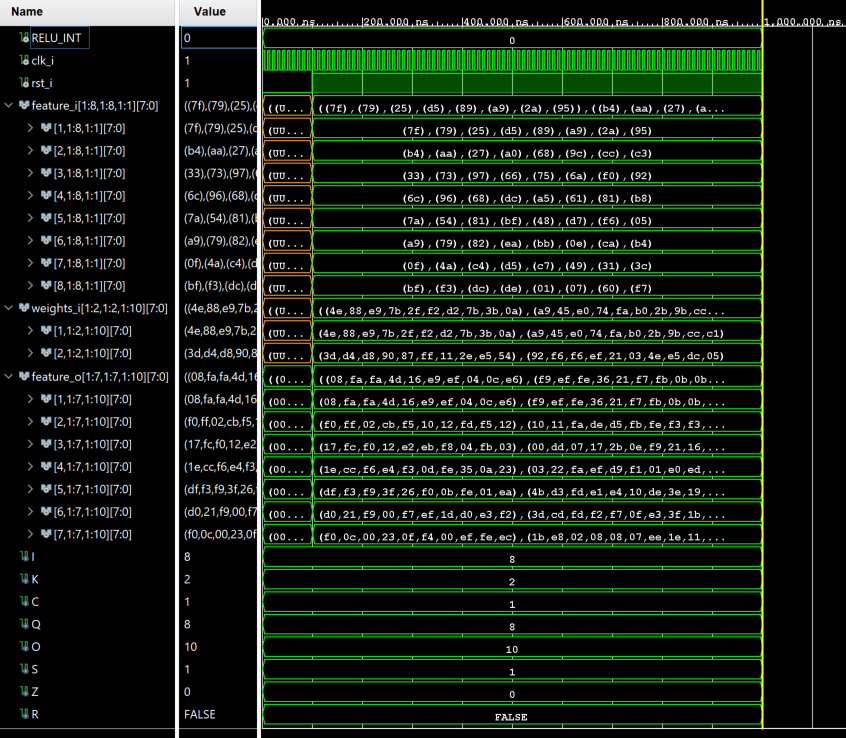 Name Value
0.000 ns 200.000 ns 400.000 ns 600.000 ns 800.000 ns 1,000.000 ns
RELU_INT 0 0
clk_i 1
rst_i 1
feature_i[1:8,1:8,1:1][7:0] ((7f),(79),(25),( ((U... ((7f),(79),(25),(d5),(89),(a9),(2a),(95)),((b4),(aa),(27),(a...
[1,1:8,1:1][7:0] (7f),(79),(25),(d (UU... (7f),(79),(25),(d5),(89),(a9),(2a),(95)
[2,1:8,1:1][7:0] (b4),(aa),(27),(a (UU... (b4),(aa),(27),(a0),(68),(9c),(cc),(c3)
[3,1:8,1:1][7:0] (33),(73),(97),(6 (UU... (33),(73),(97),(66),(75),(6a),(f0),(92)
[4,1:8,1:1][7:0] (6c),(96),(68),(d (UU... (6c),(96),(68),(dc),(a5),(61),(81),(b8)
[5,1:8,1:1][7:0] (7a),(54),(81),(b (UU... (7a),(54),(81),(bf),(48),(d7),(f6),(05)
[6,1:8,1:1][7:0] (a9),(79),(82),(e (UU... (a9),(79),(82),(ea),(bb),(0e),(ca),(b4)
[7,1:8,1:1][7:0] (0f),(4a),(c4),(d (UU... (0f),(4a),(c4),(d5),(c7),(49),(31),(3c)
[8,1:8,1:1][7:0] (bf),(f3),(dc),(d (UU... (bf),(f3),(dc),(de),(01),(07),(60),(f7)
weights_i[1:2,1:2,1:10][7:0] ((4e,88,e9,7b,2 ((U... ((4e,88,e9,7b,2f,f2,d2,7b,3b,0a),(a9,45,e0,74,fa,b0,2b,9b,cc...
[1,1:2,1:10][7:0] (4e,88,e9,7b,2f, (UU... (4e,88,e9,7b,2f,f2,d2,7b,3b,0a),(a9,45,e0,74,fa,b0,2b,9b,cc,c1)
[2,1:2,1:10][7:0] (3d,d4,d8,90,8 (UU... (3d,d4,d8,90,87,ff,11,2e,e5,54),(92,f6,f6,ef,21,03,4e,e5,dc,05)
feature_o[1:7,1:7,1:10][7:0] ((08,fa,fa,4d,16 ((0... ((08,fa,fa,4d,16,e9,ef,04,0c,e6),(f9,ef,fe,36,21,f7,fb,0b,0b...
[1,1:7,1:10][7:0] (08,fa,fa,4d,16, (00... (08,fa,fa,4d,16,e9,ef,04,0c,e6),(f9,ef,fe,36,21,f7,fb,0b,0b,...
[2,1:7,1:10][7:0] (f0,ff,02,cb,f5, (00... (f0,ff,02,cb,f5,10,12,fd,f5,12),(10,11,fa,de,d5,fb,fe,f3,f3,...
[3,1:7,1:10][7:0] (17,fc,f0,12,e2 (00... (17,fc,f0,12,e2,eb,f8,04,fb,03),(00,dd,07,17,2b,0e,f9,21,16,...
[4,1:7,1:10][7:0] (1e,cc,f6,e4,f3, (00... (1e,cc,f6,e4,f3,0d,fe,35,0a,23),(03,22,fa,ef,d9,f1,01,e0,ed,...
[5,1:7,1:10][7:0] (df,f3,f9,3f,26, (00... (df,f3,f9,3f,26,f0,0b,fe,01,ea),(4b,d3,fd,e1,e4,10,de,3e,19,...
[6,1:7,1:10][7:0] (d0,21,f9,00,f7 (00... (d0,21,f9,00,f7,ef,1d,d0,e3,f2),(3d,cd,fd,f2,f7,0f,e3,3f,1b,...
[7,1:7,1:10][7:0] (f0,0c,00,23,0f (00... (f0,0c,00,23,0f,f4,00,ef,fe,ec),(1b,e8,02,08,08,07,ee,1e,11,...
I 8 8
K 2 2
C 1 1
Q 8 8
O 10 10
S 1 1
Z 0 0
R FALSE FALSE